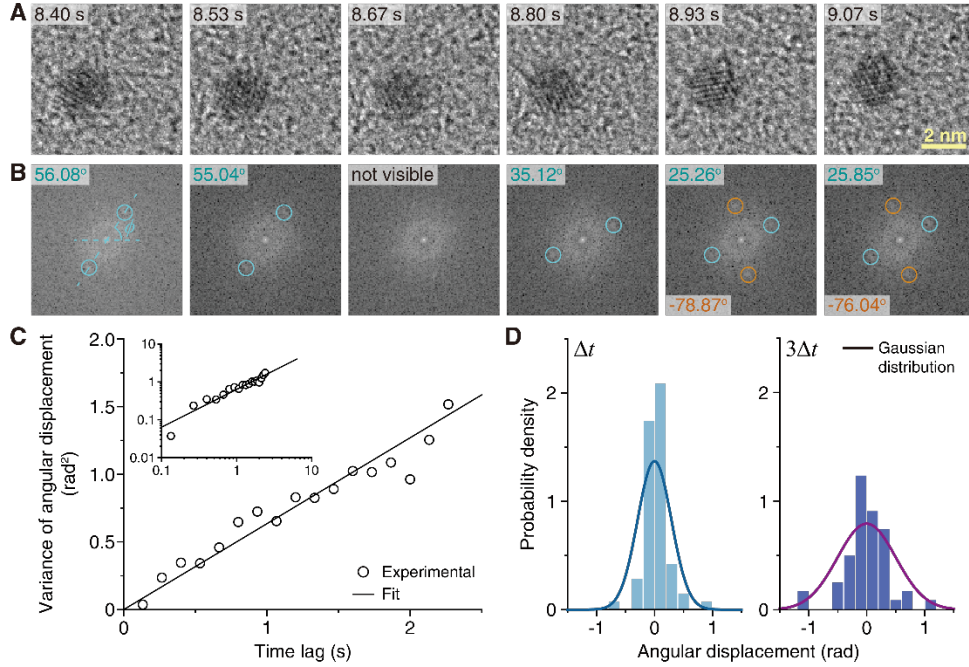 A
8.40 s
8.53 s
8.67 s
8.80 s
8.93 s
9.07 s
2 nm
B
56.08°
55.04°
not visible
35.12°
25.26°
25.85°
-78.87°
-76.04°
C
Variance of angular displacement
(rad²)
2.0
1.5
1.0
0.5
0
10
1
0.1
0.01
0.1
1
10
Experimental
Fit
0
1
2
Time lag (s)
D
Δt
3Δt
Gaussian
distribution
Probability density
2
1
0
2
1
0
-1
0
1
-1
0
1
Angular displacement (rad)